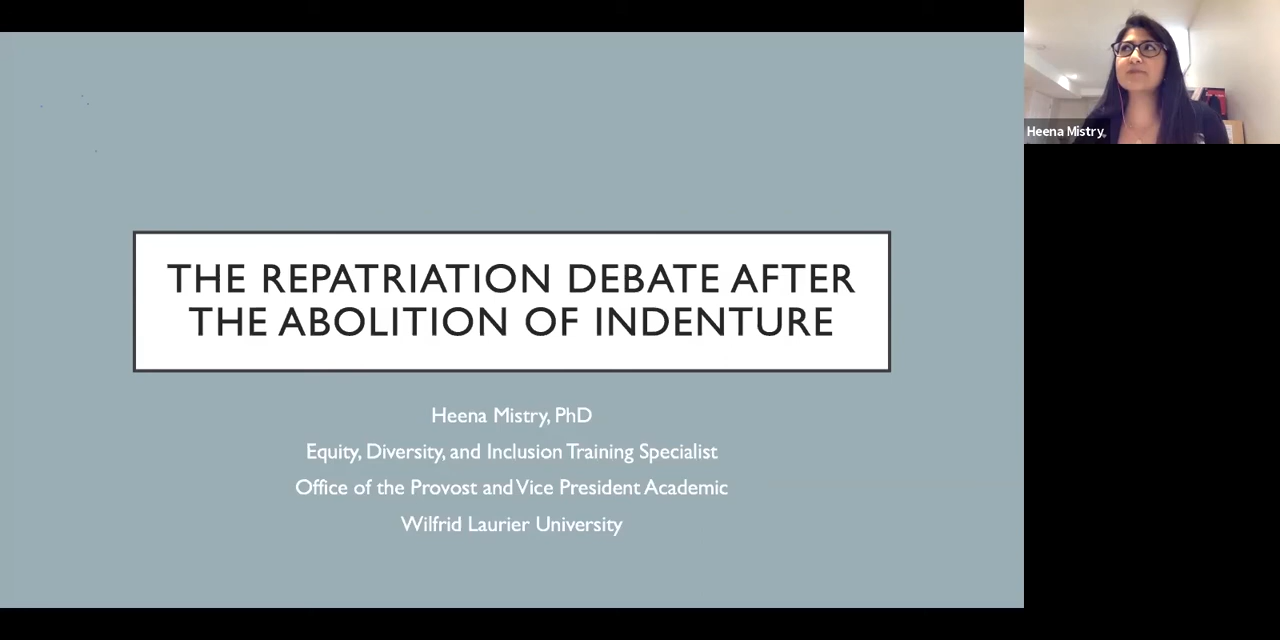 THE REPATRIATION DEBATE AFTER
THE ABOLITION OF INDENTURE
Heena Mistry, PhD
Equity, Diversity, and Inclusion Training Specialist
Office of the Provost and Vice President Academic
Wilfrid Laurier University
Heena Mistry